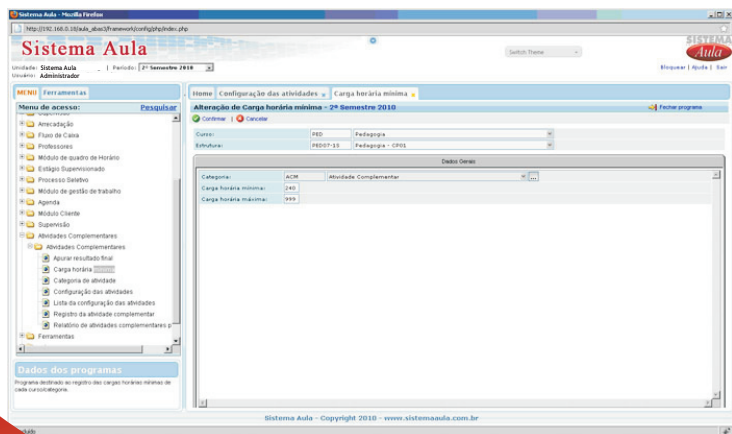 Sistema Aula - Mozilla Firefox
http://192.168.0.18/aula_abax3/framework/config/php/index.php
Sistema Aula
Switch Theme
SISTEMA
Aula
Unidade: Sistema Aula | Período: 2º Semestre 2010
Usuário: Administrador
Bloquear | Ajuda | Sair
MENU Ferramentas
Home Configuração das atividades Carga horária mínima
Menu de acesso: Pesquisar
Alteração de Carga horária mínima - 2º Semestre 2010
Fechar programa
Confirmar | Cancelar
Supervisão
Arrecadação
Fluxo de Caixa
Professores
Módulo de quadro de Horário
Estágio Supervisionado
Processo Seletivo
Módulo de gestão de trabalho
Agenda
Módulo Cliente
Supervisão
Atividades Complementares
Atividades Complementares
Apurar resultado final
Carga horária mínima
Categoria de atividade
Configuração das atividades
Lista da configuração das atividades
Registro da atividade complementar
Relatório de atividades complementares p
Ferramentas
Curso: PED Pedagogia
Estrutura: PED07-10 Pedagogia - CP01
Dados Gerais
Categoria: ACM Atividade Complementar ...
Carga horária mínima: 240
Carga horária máxima: 999
Dados dos programas
Programa destinado ao registro das cargas horárias mínimas de
cada curso/categoria.
Sistema Aula - Copyright 2010 - www.sistemaaula.com.br